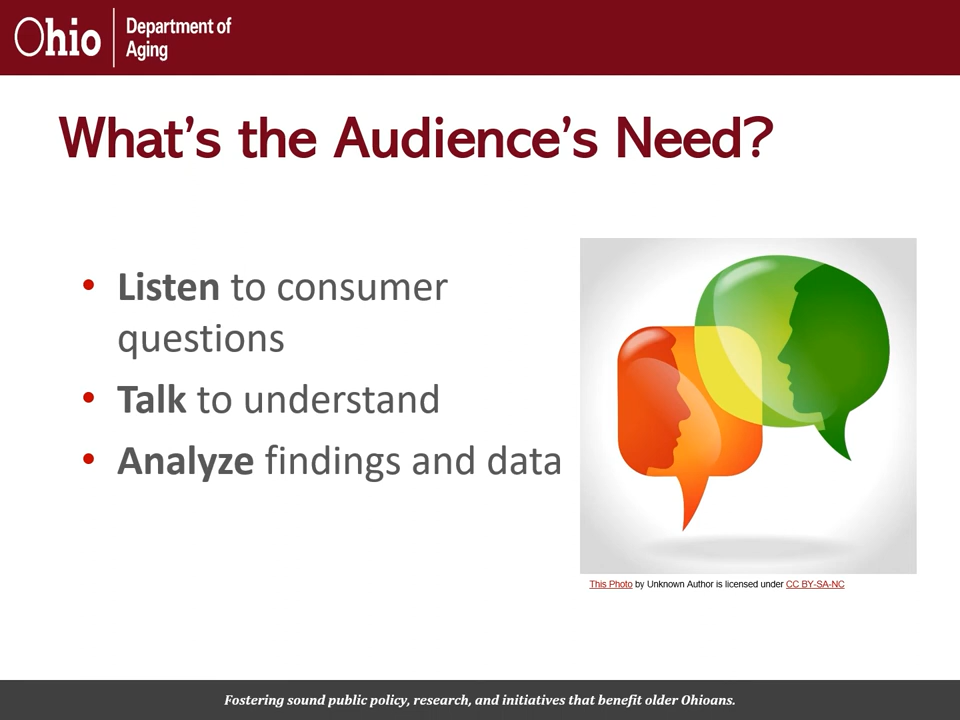 Ohio
Department of
Aging
What's the Audience's Need?
• Listen to consumer
questions
• Talk to understand
• Analyze findings and data
This Photo by Unknown Author is licensed under CC BY-SA-NC
Fostering sound public policy, research, and initiatives that benefit older Ohioans.